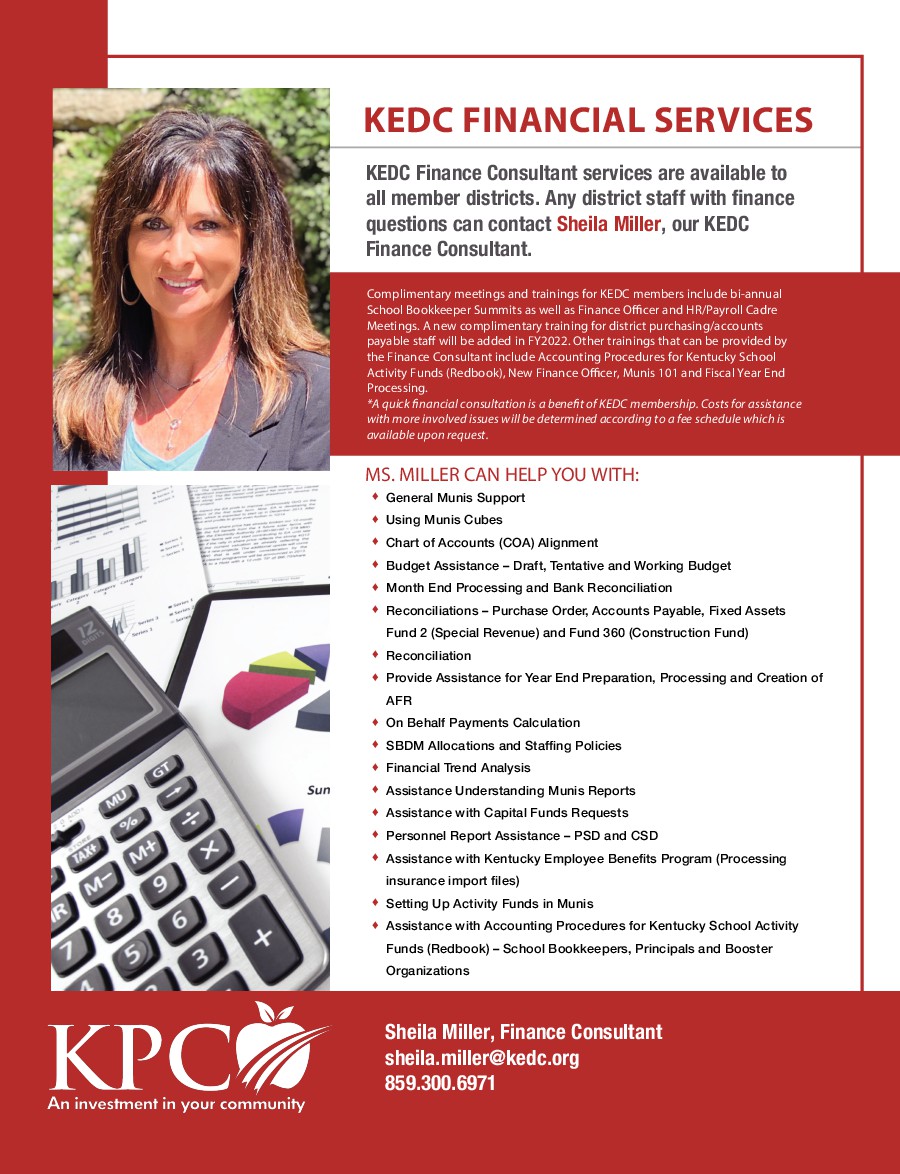 KEDC FINANCIAL SERVICES
KEDC Finance Consultant services are available to
all member districts. Any district staff with finance
questions can contact Sheila Miller, our KEDC
Finance Consultant.
Complimentary meetings and trainings for KEDC members include bi-annual
School Bookkeeper Summits as well as Finance Officer and HR/Payroll Cadre
Meetings. A new complimentary training for district purchasing/accounts
payable staff will be added in FY2022. Other trainings that can be provided by
the Finance Consultant include Accounting Procedures for Kentucky School
Activity Funds (Redbook), New Finance Officer, Munis 101 and Fiscal Year End
Processing.
*A quick financial consultation is a benefit of KEDC membership. Costs for assistance
with more involved issues will be determined according to a fee schedule which is
available upon request.
MS. MILLER CAN HELP YOU WITH:
♦ General Munis Support
♦ Using Munis Cubes
♦ Chart of Accounts (COA) Alignment
♦ Budget Assistance – Draft, Tentative and Working Budget
♦ Month End Processing and Bank Reconciliation
♦ Reconciliations – Purchase Order, Accounts Payable, Fixed Assets
Fund 2 (Special Revenue) and Fund 360 (Construction Fund)
♦ Reconciliation
♦ Provide Assistance for Year End Preparation, Processing and Creation of
AFR
♦ On Behalf Payments Calculation
♦ SBDM Allocations and Staffing Policies
♦ Financial Trend Analysis
♦ Assistance Understanding Munis Reports
♦ Assistance with Capital Funds Requests
♦ Personnel Report Assistance – PSD and CSD
♦ Assistance with Kentucky Employee Benefits Program (Processing
insurance import files)
♦ Setting Up Activity Funds in Munis
♦ Assistance with Accounting Procedures for Kentucky School Activity
Funds (Redbook) – School Bookkeepers, Principals and Booster
Organizations
12
DIGITS
Sun
GT
MU
→
%
÷
TAX+
M+
×
M−
9
−
8
6
+
7
5
3
KPC
An investment in your community
Sheila Miller, Finance Consultant
sheila.miller@kedc.org
859.300.6971